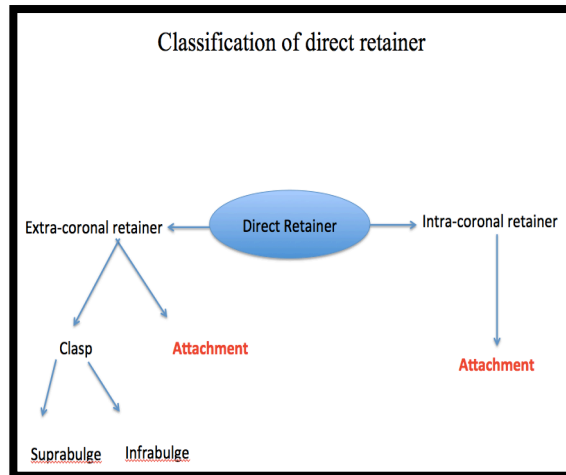 Classification of direct retainer
Extra-coronal retainer
Direct Retainer
Intra-coronal retainer
Clasp
Attachment
Attachment
Suprabulge
Infrabulge